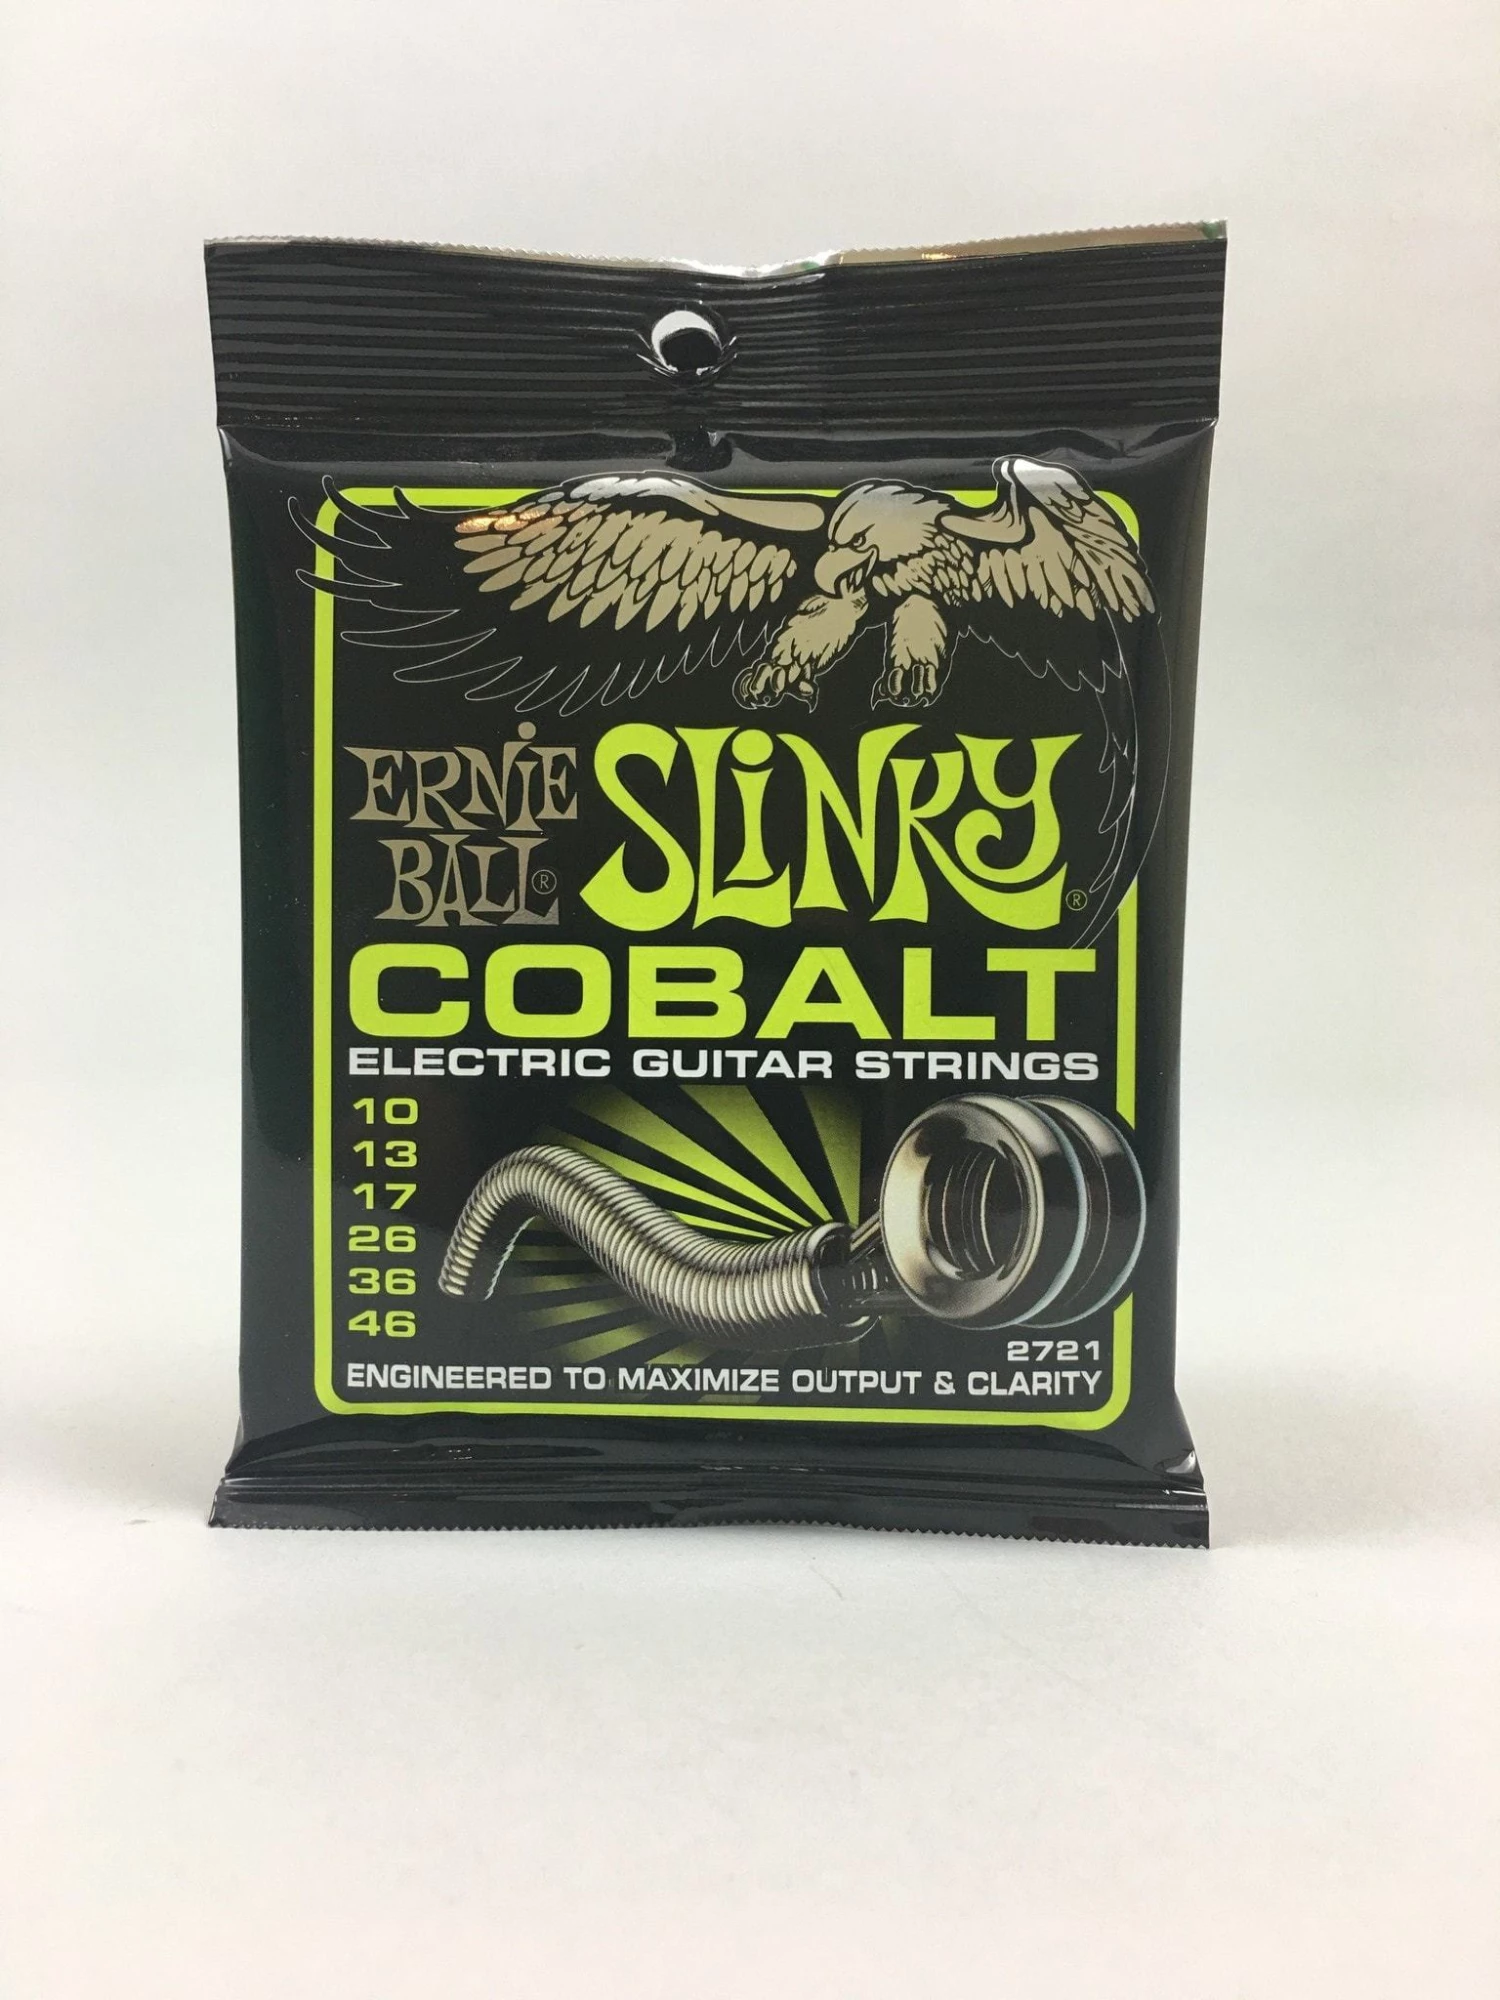 ERNiE
BALL®
SLiNKY®
COBALT
ELECTRIC GUITAR STRINGS
10
13
17
26
36
46
2721
ENGINEERED TO MAXIMIZE OUTPUT & CLARITY